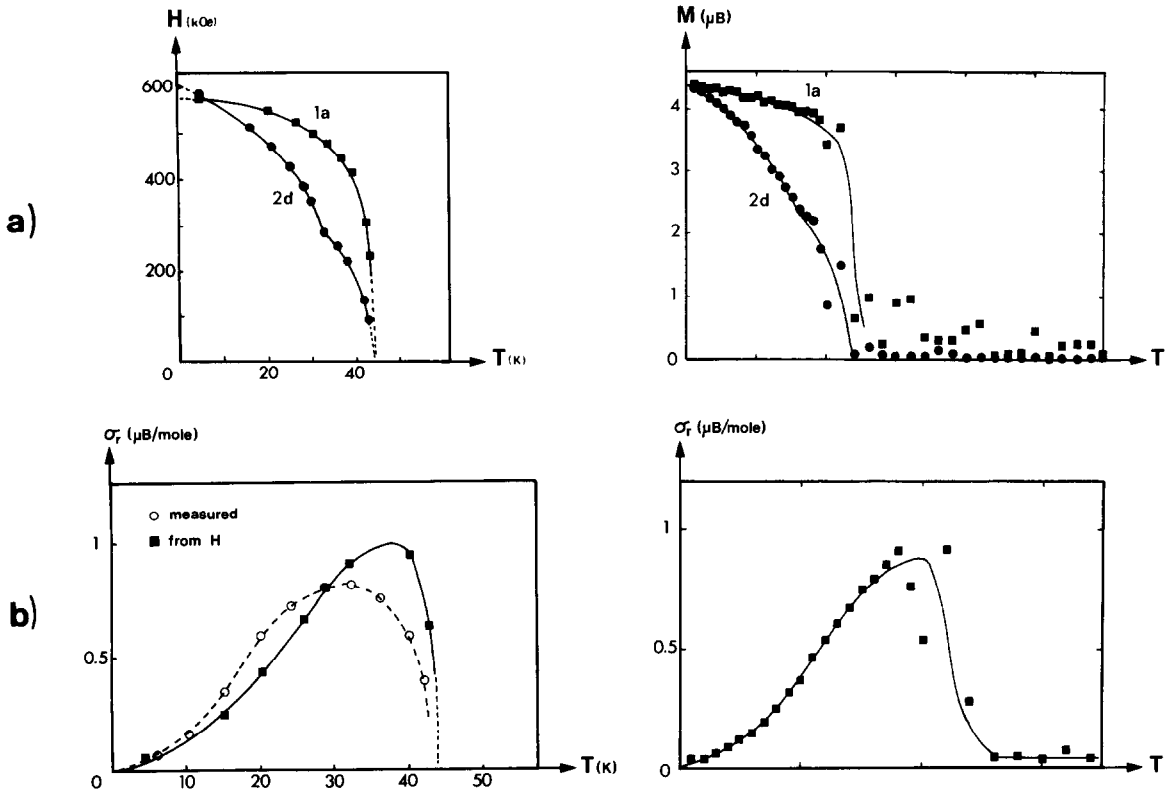 a)
H (kOe)
600
400
200
0
20
40
T (K)
1a
2d
M (μB)
4
3
2
1
0
T
1a
2d
b)
σr (μB/mole)
1
0.5
0
10
20
30
40
50
T (K)
measured
from H
σr (μB/mole)
1
0.5
0
T